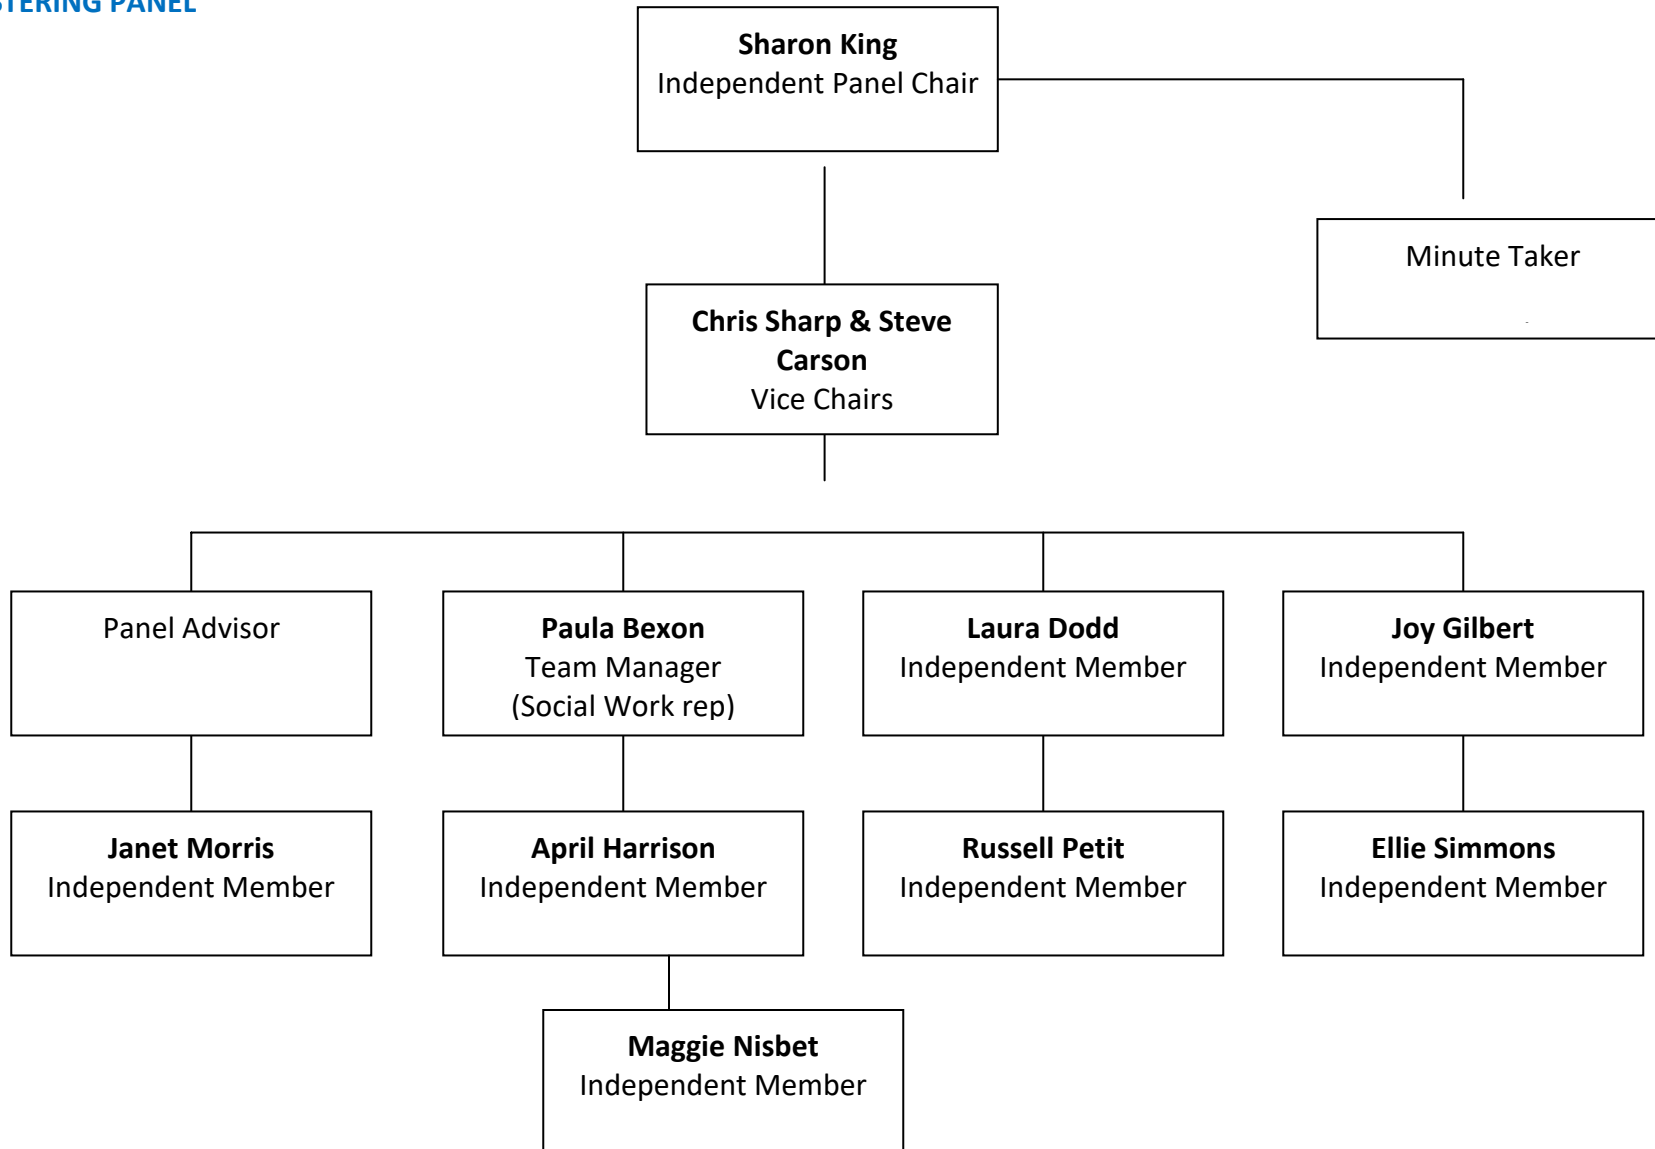 STERING PANEL
Sharon King
Independent Panel Chair
Minute Taker
Chris Sharp & Steve
Carson
Vice Chairs
Panel Advisor
Paula Bexon
Team Manager
(Social Work rep)
Laura Dodd
Independent Member
Joy Gilbert
Independent Member
Janet Morris
Independent Member
April Harrison
Independent Member
Russell Petit
Independent Member
Ellie Simmons
Independent Member
Maggie Nisbet
Independent Member